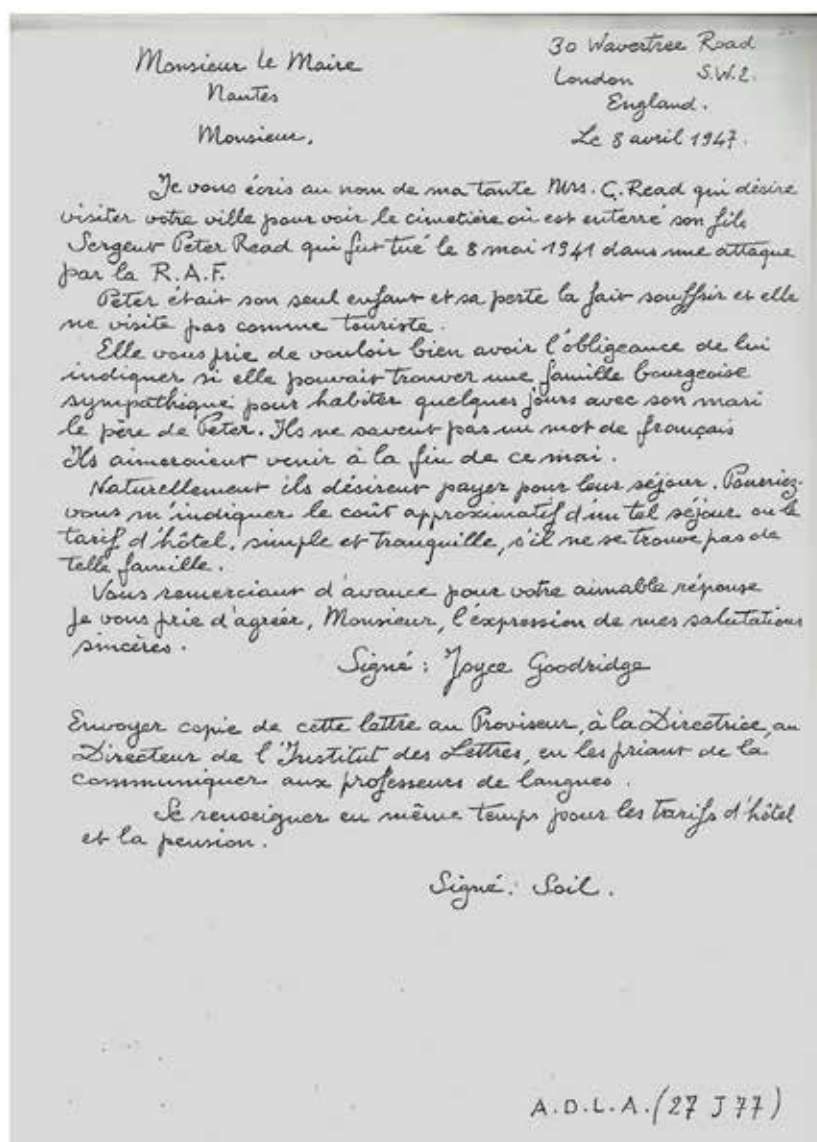 Monsieur le Maire
Nantes
Monsieur,
30 Wavertree Road
London S.W.2.
England.
Le 8 avril 1947.
Je vous écris au nom de ma tante Mrs. C. Read qui désire
visiter votre ville pour voir le cimetière où est enterré son fils
Sergent Peter Read qui fut tué le 8 mai 1941 dans une attaque
par la R.A.F.
Peter était son seul enfant et sa perte la fait souffrir et elle
ne visite pas comme touriste.
Elle vous prie de vouloir bien avoir l'obligeance de lui
indiquer si elle pouvait trouver une famille bourgeoise
sympathique pour habiter quelques jours avec son mari
le père de Peter. Ils ne savent pas un mot de français
Ils aimeraient venir à la fin de ce mai.
Naturellement ils désirent payer pour leur séjour. Pourriez-
vous m'indiquer le coût approximatif d'un tel séjour ou le
tarif d'hôtel, simple et tranquille, s'il ne se trouve pas de
telle famille.
Vous remerciant d'avance pour votre aimable réponse
Je vous prie d'agréer, Monsieur, l'expression de mes salutations
sincères.
Signé : Joyce Goodridge
Envoyer copie de cette lettre au Proviseur, à la Directrice, au
Directeur de l'Institut des Lettres, en les priant de la
communiquer aux professeurs de langues.
Se renseigner en même temps pour les tarifs d'hôtel
et la pension.
Signé : Soil.
A.D.L.A. (27 J 77)